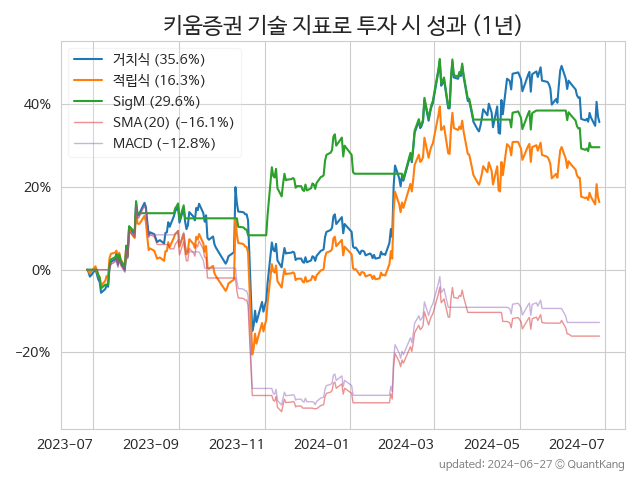 키움증권 기술 지표로 투자 시 성과 (1년)
거치식 (35.6%)
적립식 (16.3%)
SigM (29.6%)
SMA(20) (−16.1%)
MACD (−12.8%)
40%
20%
0%
−20%
2023-07 2023-09 2023-11 2024-01 2024-03 2024-05 2024-07
updated: 2024-06-27 © QuantKang